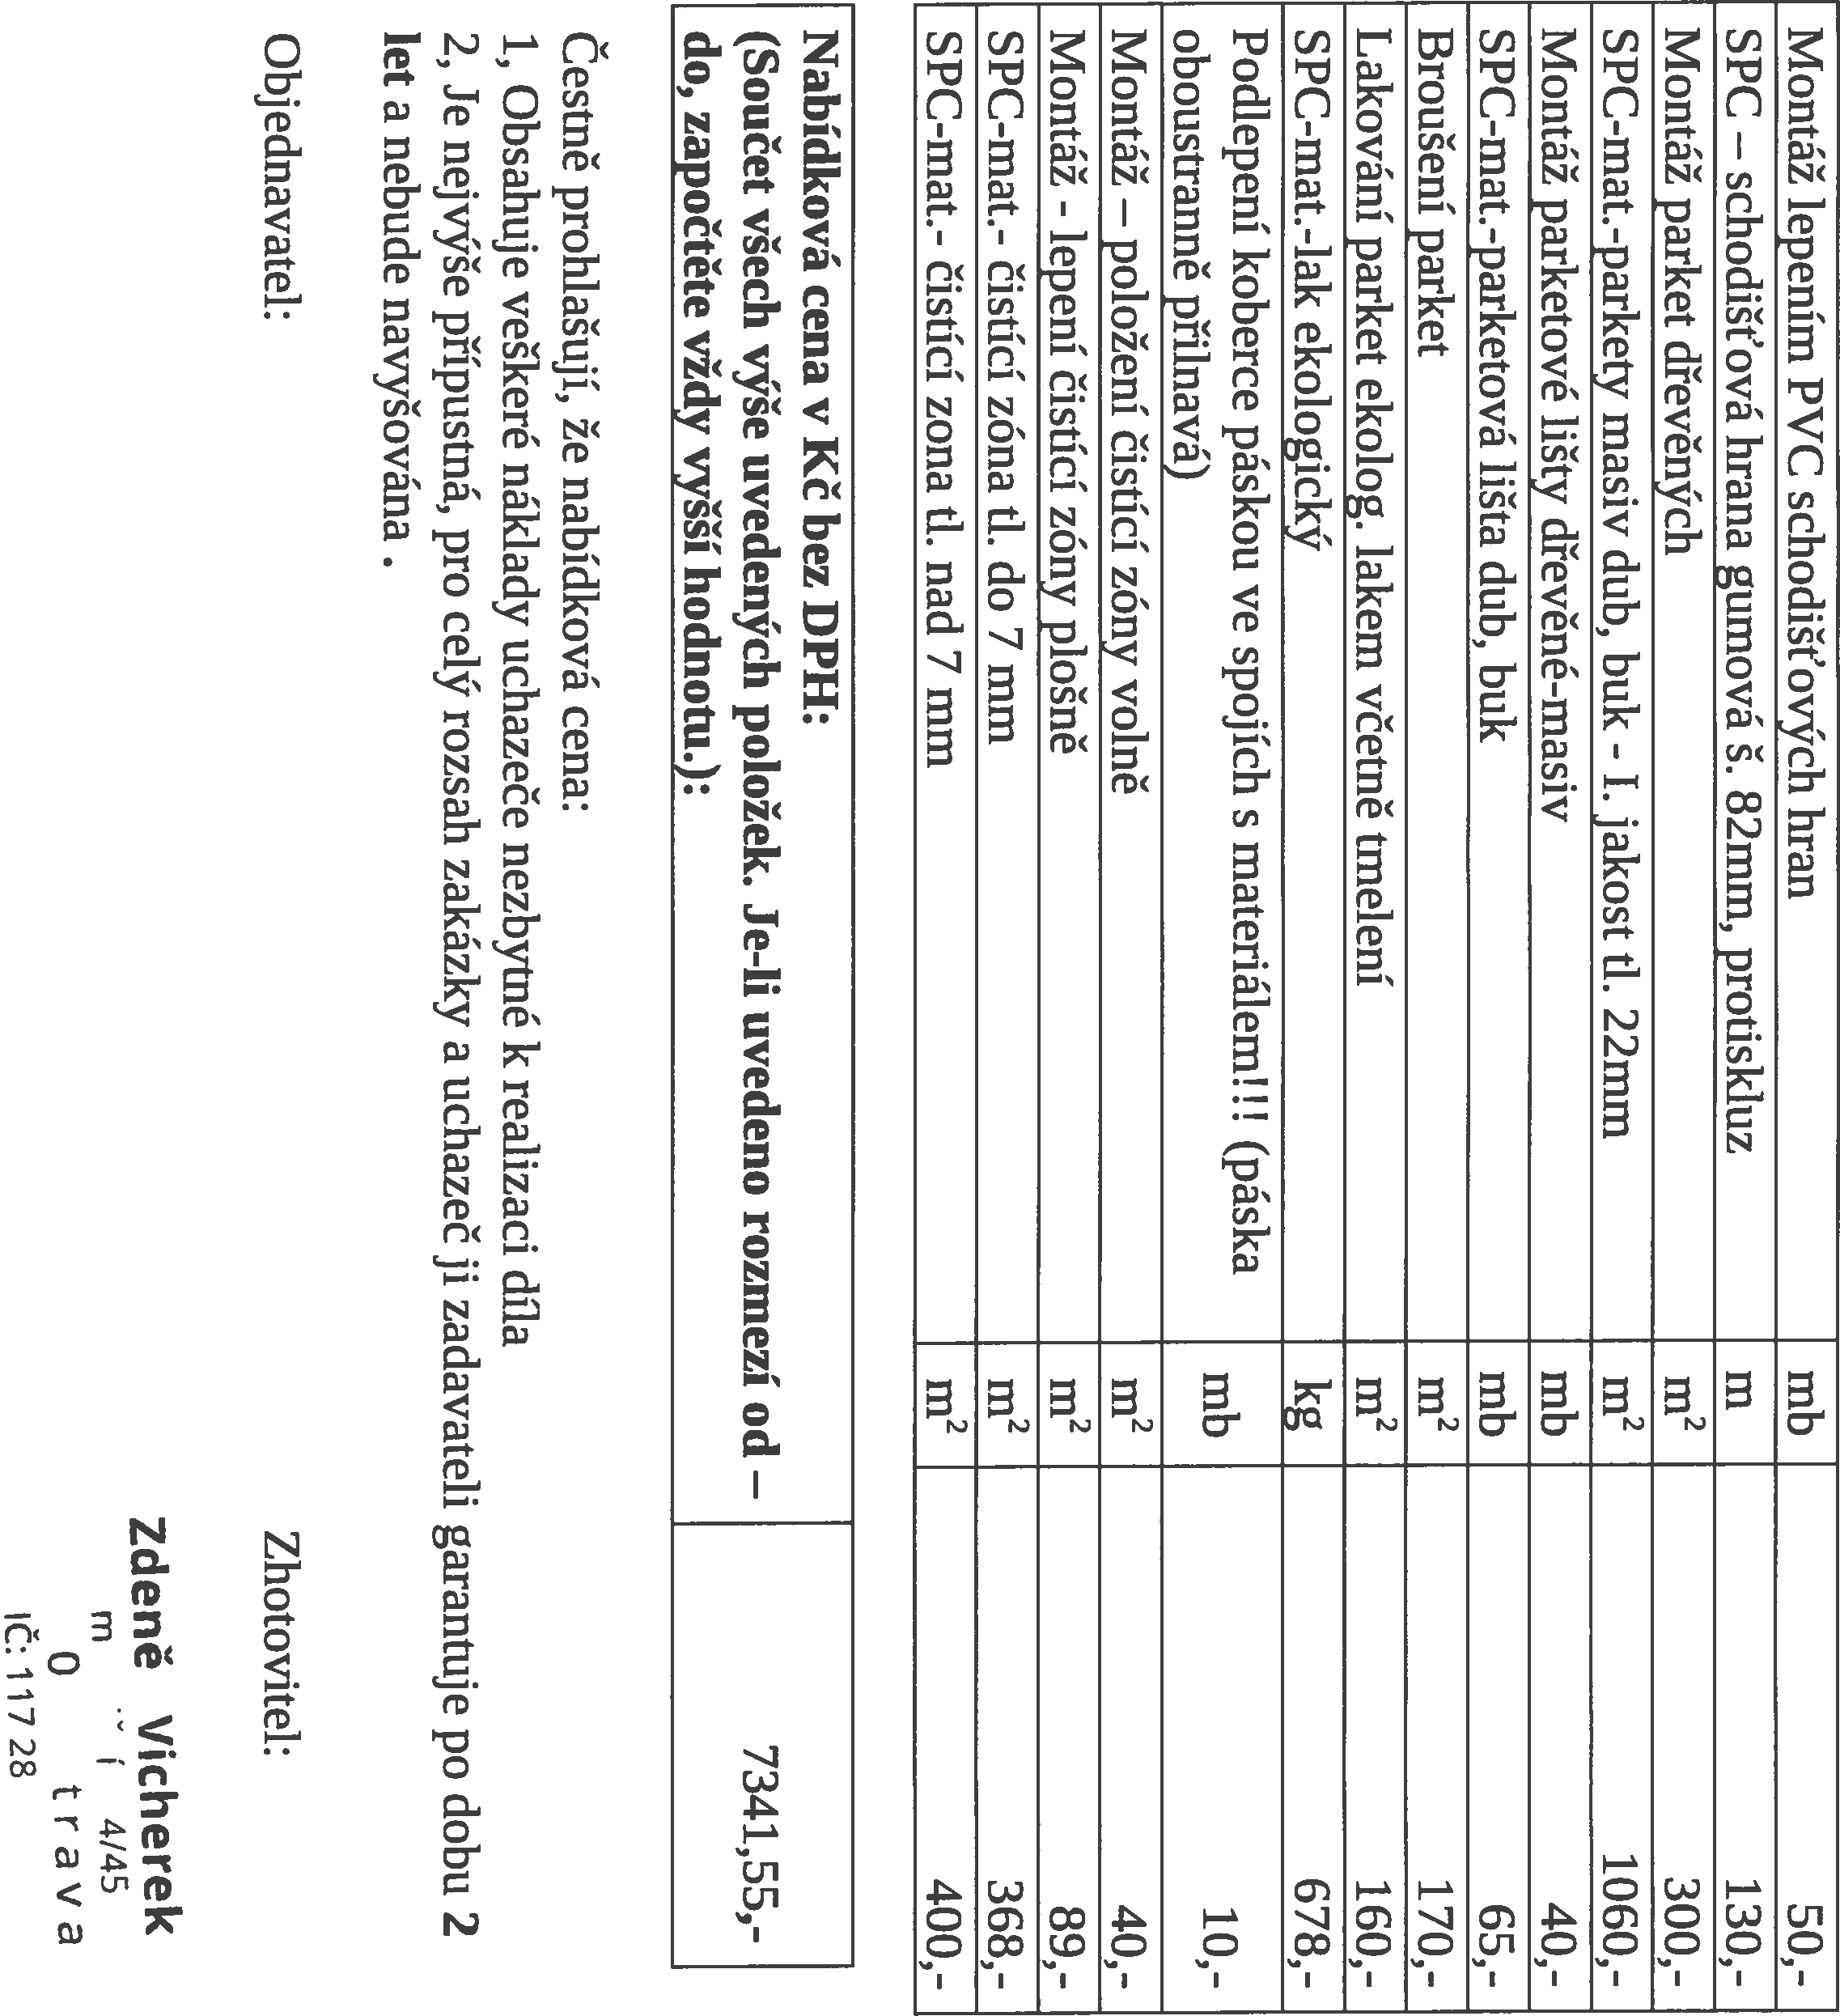 Montáž lepením PVC schodišťových hran mb 50,-
SPC – schodišťová hrana gumová š. 82mm, protiskluz m 130,-
Montáž parket dřevěných m² 300,-
SPC-mat.-parkety masiv dub, buk - I. jakost tl. 22mm m² 1060,-
Montáž parketové lišty dřevěné-masiv mb 40,-
SPC-mat.-parketová lišta dub, buk mb 65,-
Broušení parket m² 170,-
Lakování parket ekolog. lakem včetně tmelení m² 160,-
SPC-mat.-lak ekologický kg 678,-
Podlepení koberce páskou ve spojích s materiálem!!! (páska
oboustranně přilnavá) mb 10,-
Montáž – položení čistící zóny volně m² 40,-
Montáž - lepení čistící zóny plošně m² 89,-
SPC-mat.- čistící zóna tl. do 7 mm m² 368,-
SPC-mat.- čistící zona tl. nad 7 mm m² 400,-
Nabídková cena v Kč bez DPH:
(Součet všech výše uvedených položek. Je-li uvedeno rozmezí od –
do, započtěte vždy vyšší hodnotu.): 7341,55,-
Čestně prohlašují, že nabídková cena:
1, Obsahuje veškeré náklady uchazeče nezbytné k realizaci díla
2, Je nejvýše přípustná, pro celý rozsah zakázky a uchazeč ji zadavateli garantuje po dobu 2
let a nebude navyšována .
Objednavatel: Zhotovitel:
Zdeně Vicherek
4/45
trava
IČ: 117 28